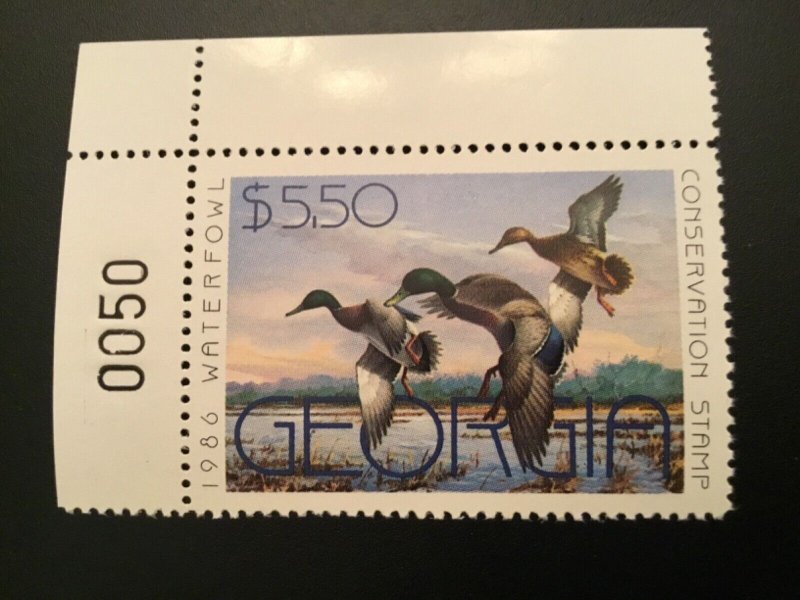 0050
1986 WATERFOWL
$5.50
CONSERVATION STAMP
GEORGIA